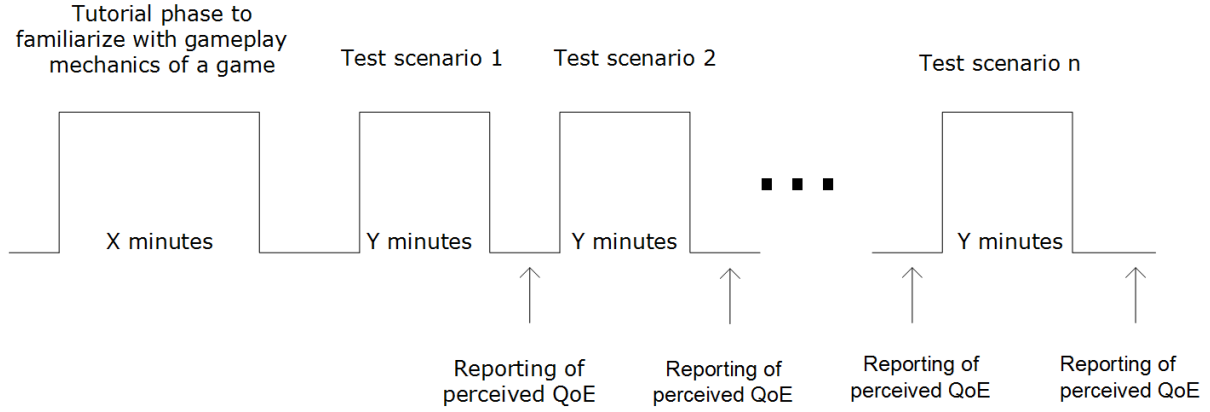 Tutorial phase to
familiarize with gameplay
mechanics of a game
Test scenario 1
Test scenario 2
Test scenario n
X minutes
Y minutes
Y minutes
Y minutes
Reporting of
perceived QoE
Reporting of
perceived QoE
Reporting of
perceived QoE
Reporting of
perceived QoE